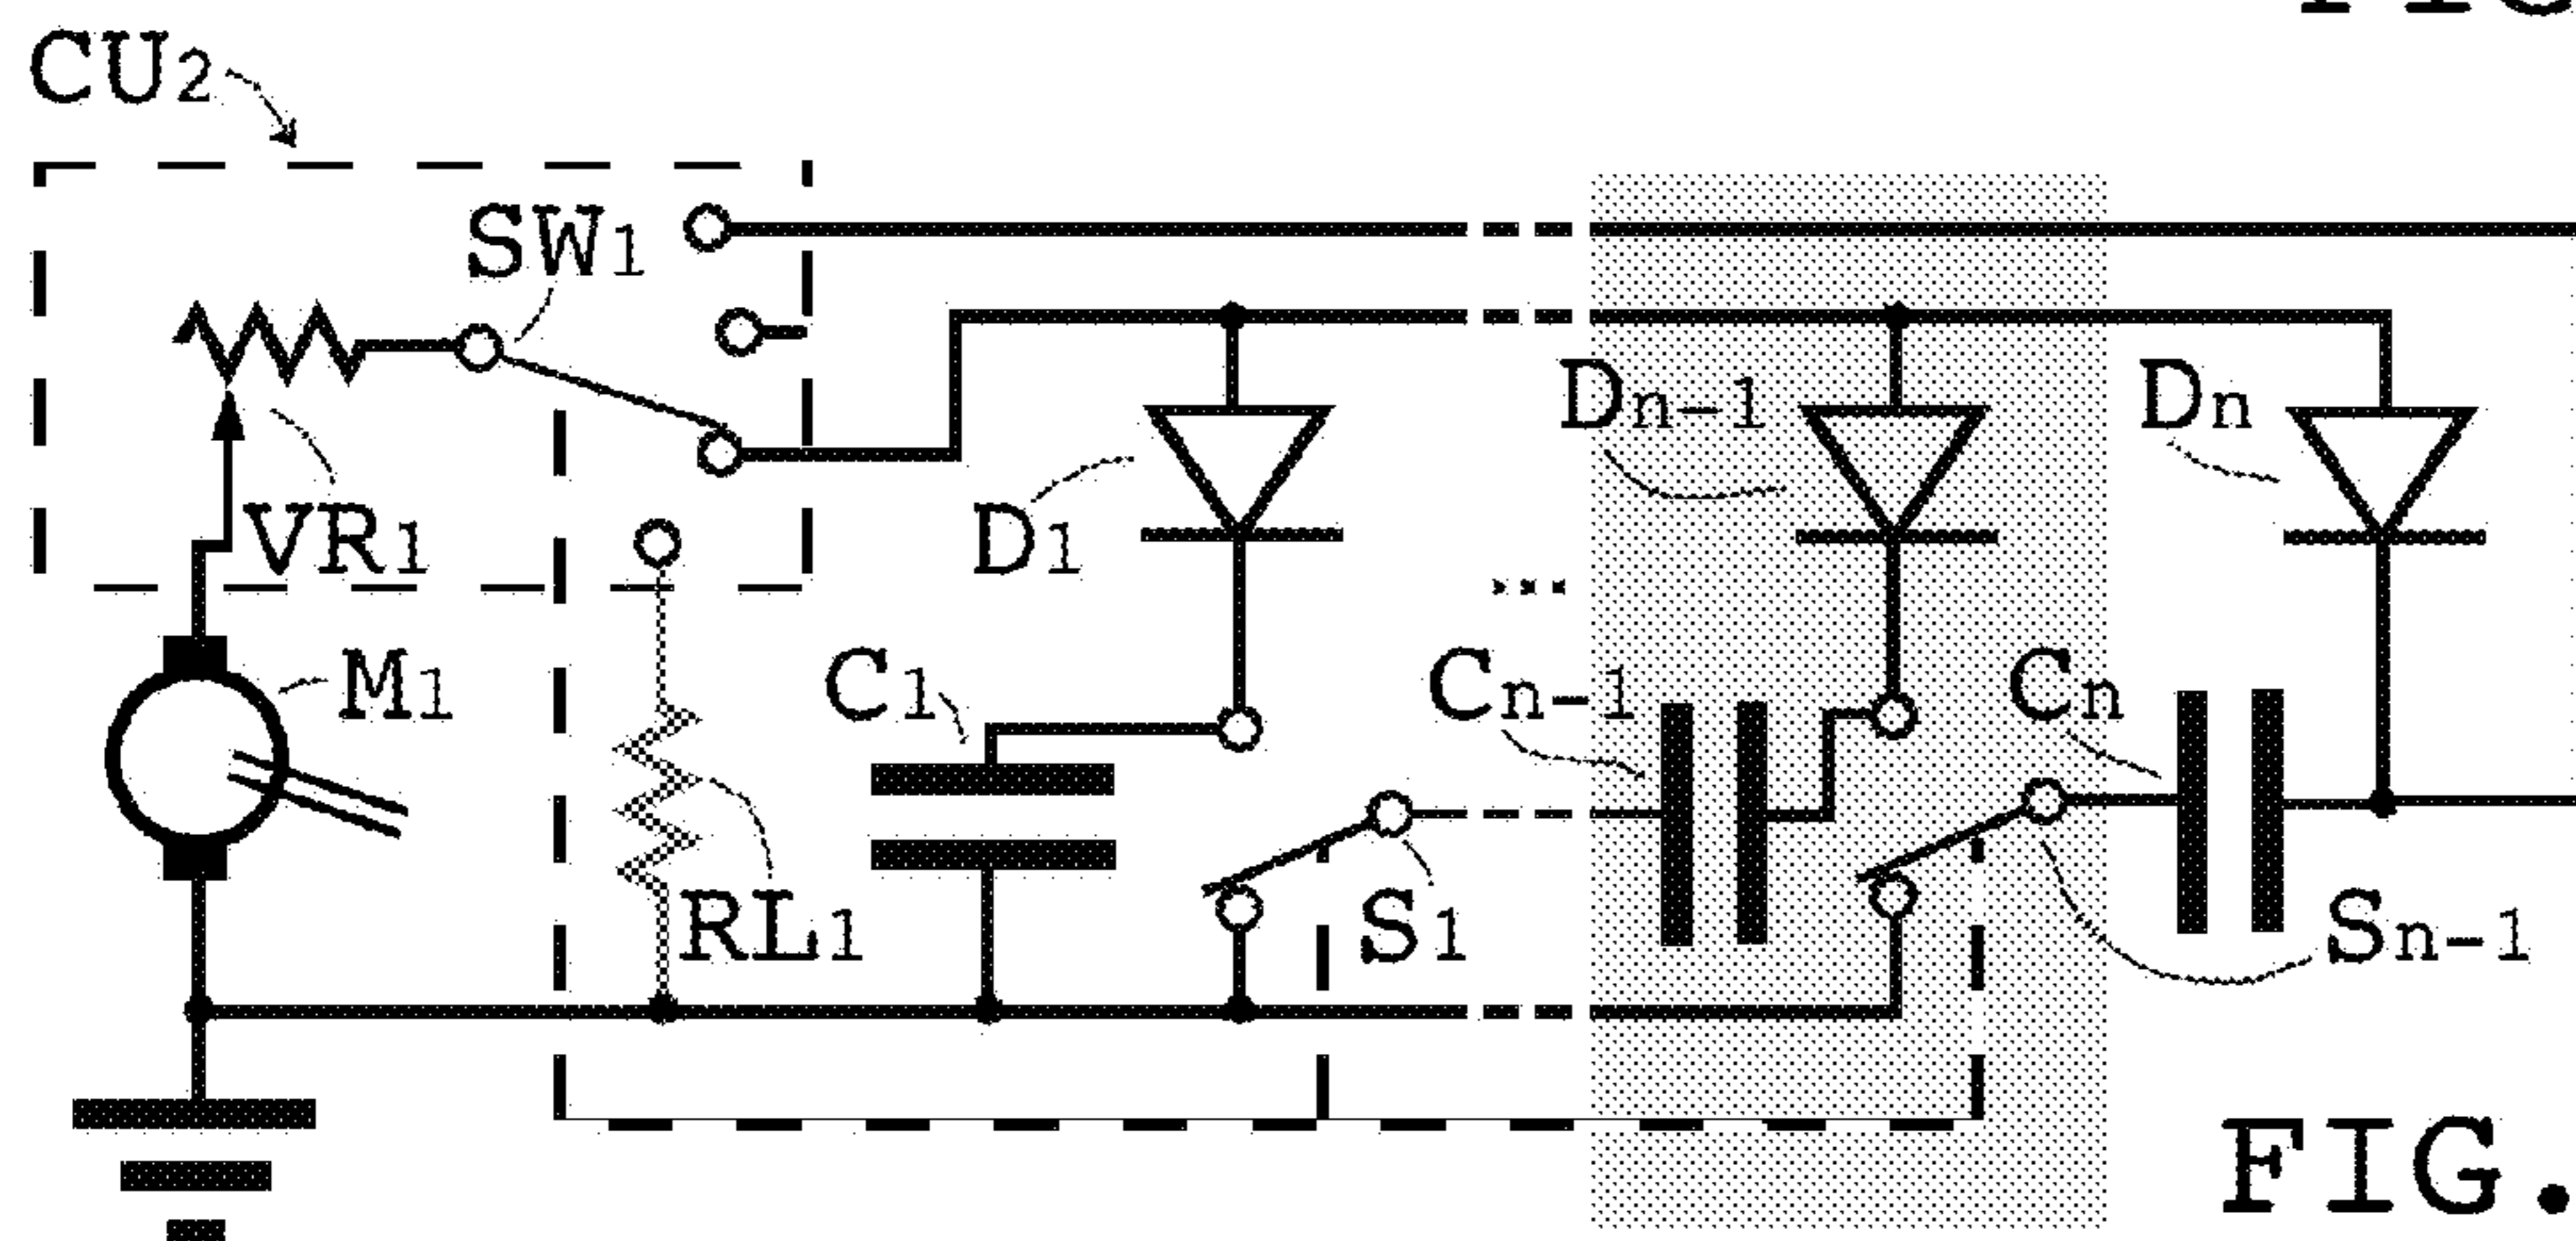 CU2
SW1
Dn-1
Dn
VR1
D1
...
M1
C1
Cn-1
Cn
RL1
S1
Sn-1
FIG.